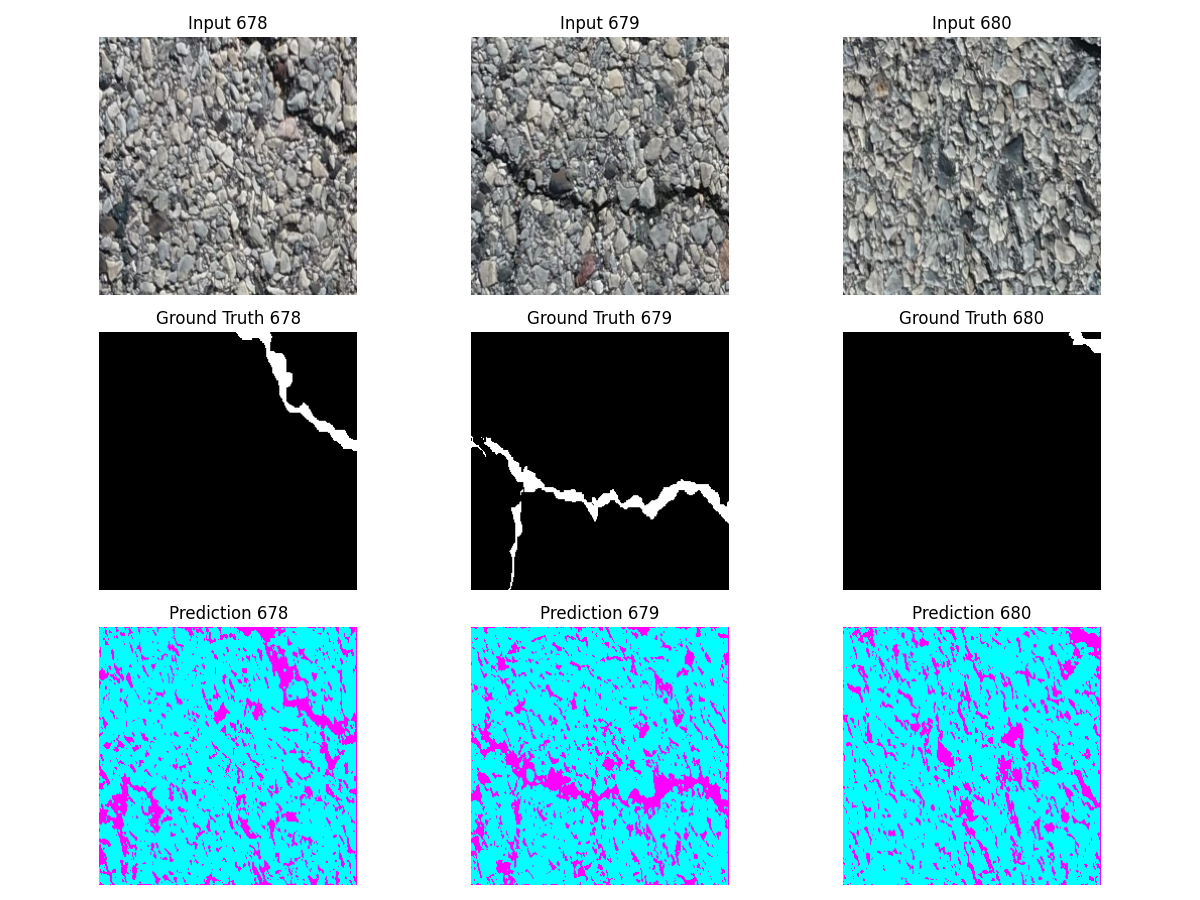 Input 678
Input 679
Input 680
Ground Truth 678
Ground Truth 679
Ground Truth 680
Prediction 678
Prediction 679
Prediction 680